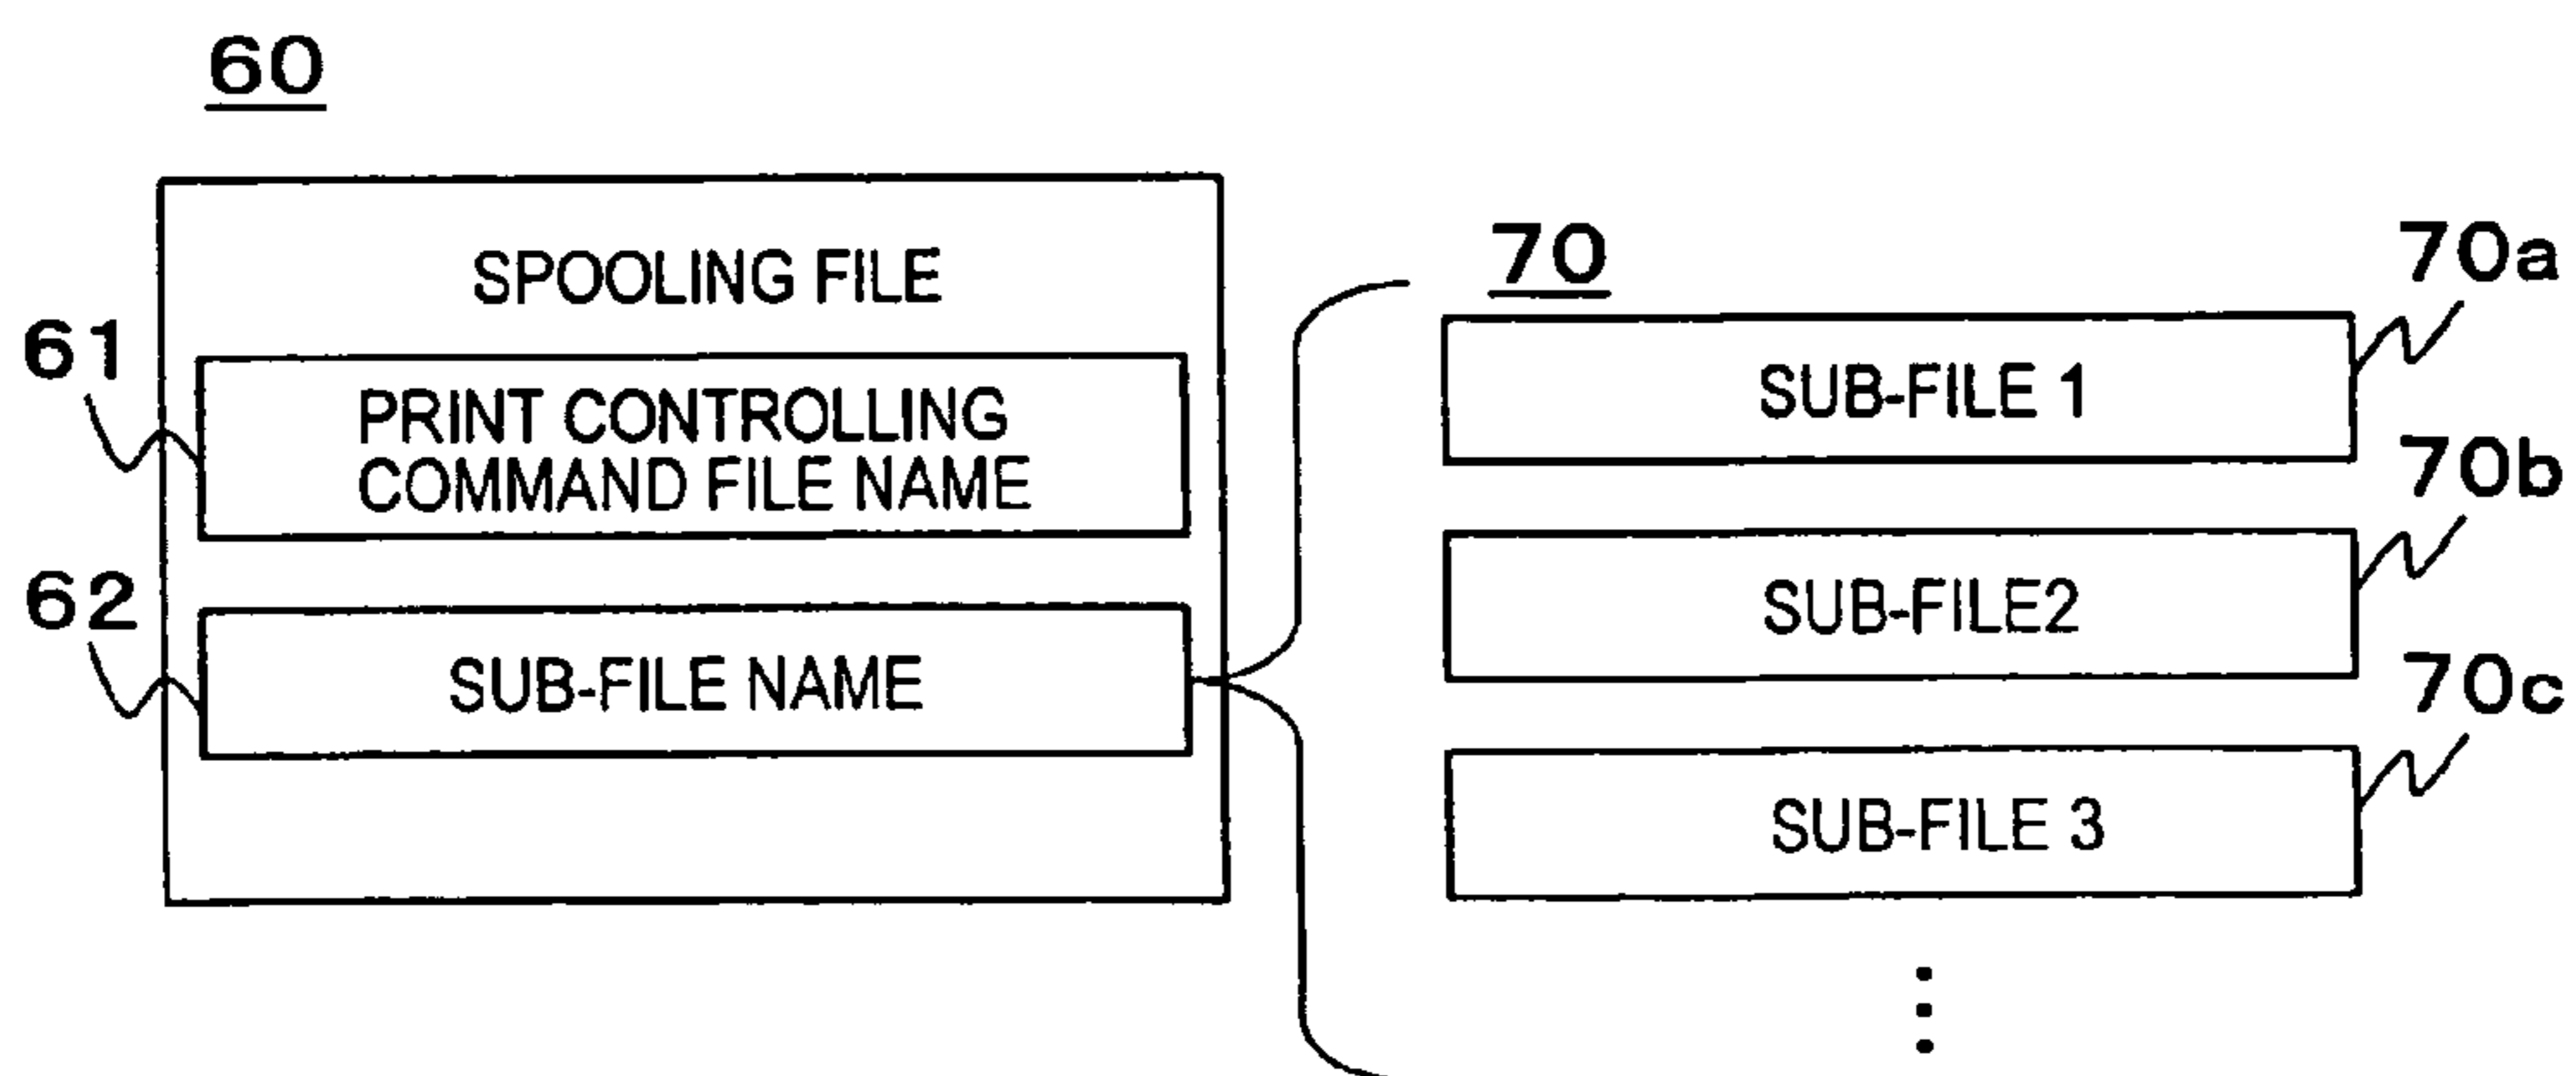 60
SPOOLING FILE
61
PRINT CONTROLLING
COMMAND FILE NAME
62
SUB-FILE NAME
70
70a
SUB-FILE 1
70b
SUB-FILE2
70c
SUB-FILE 3